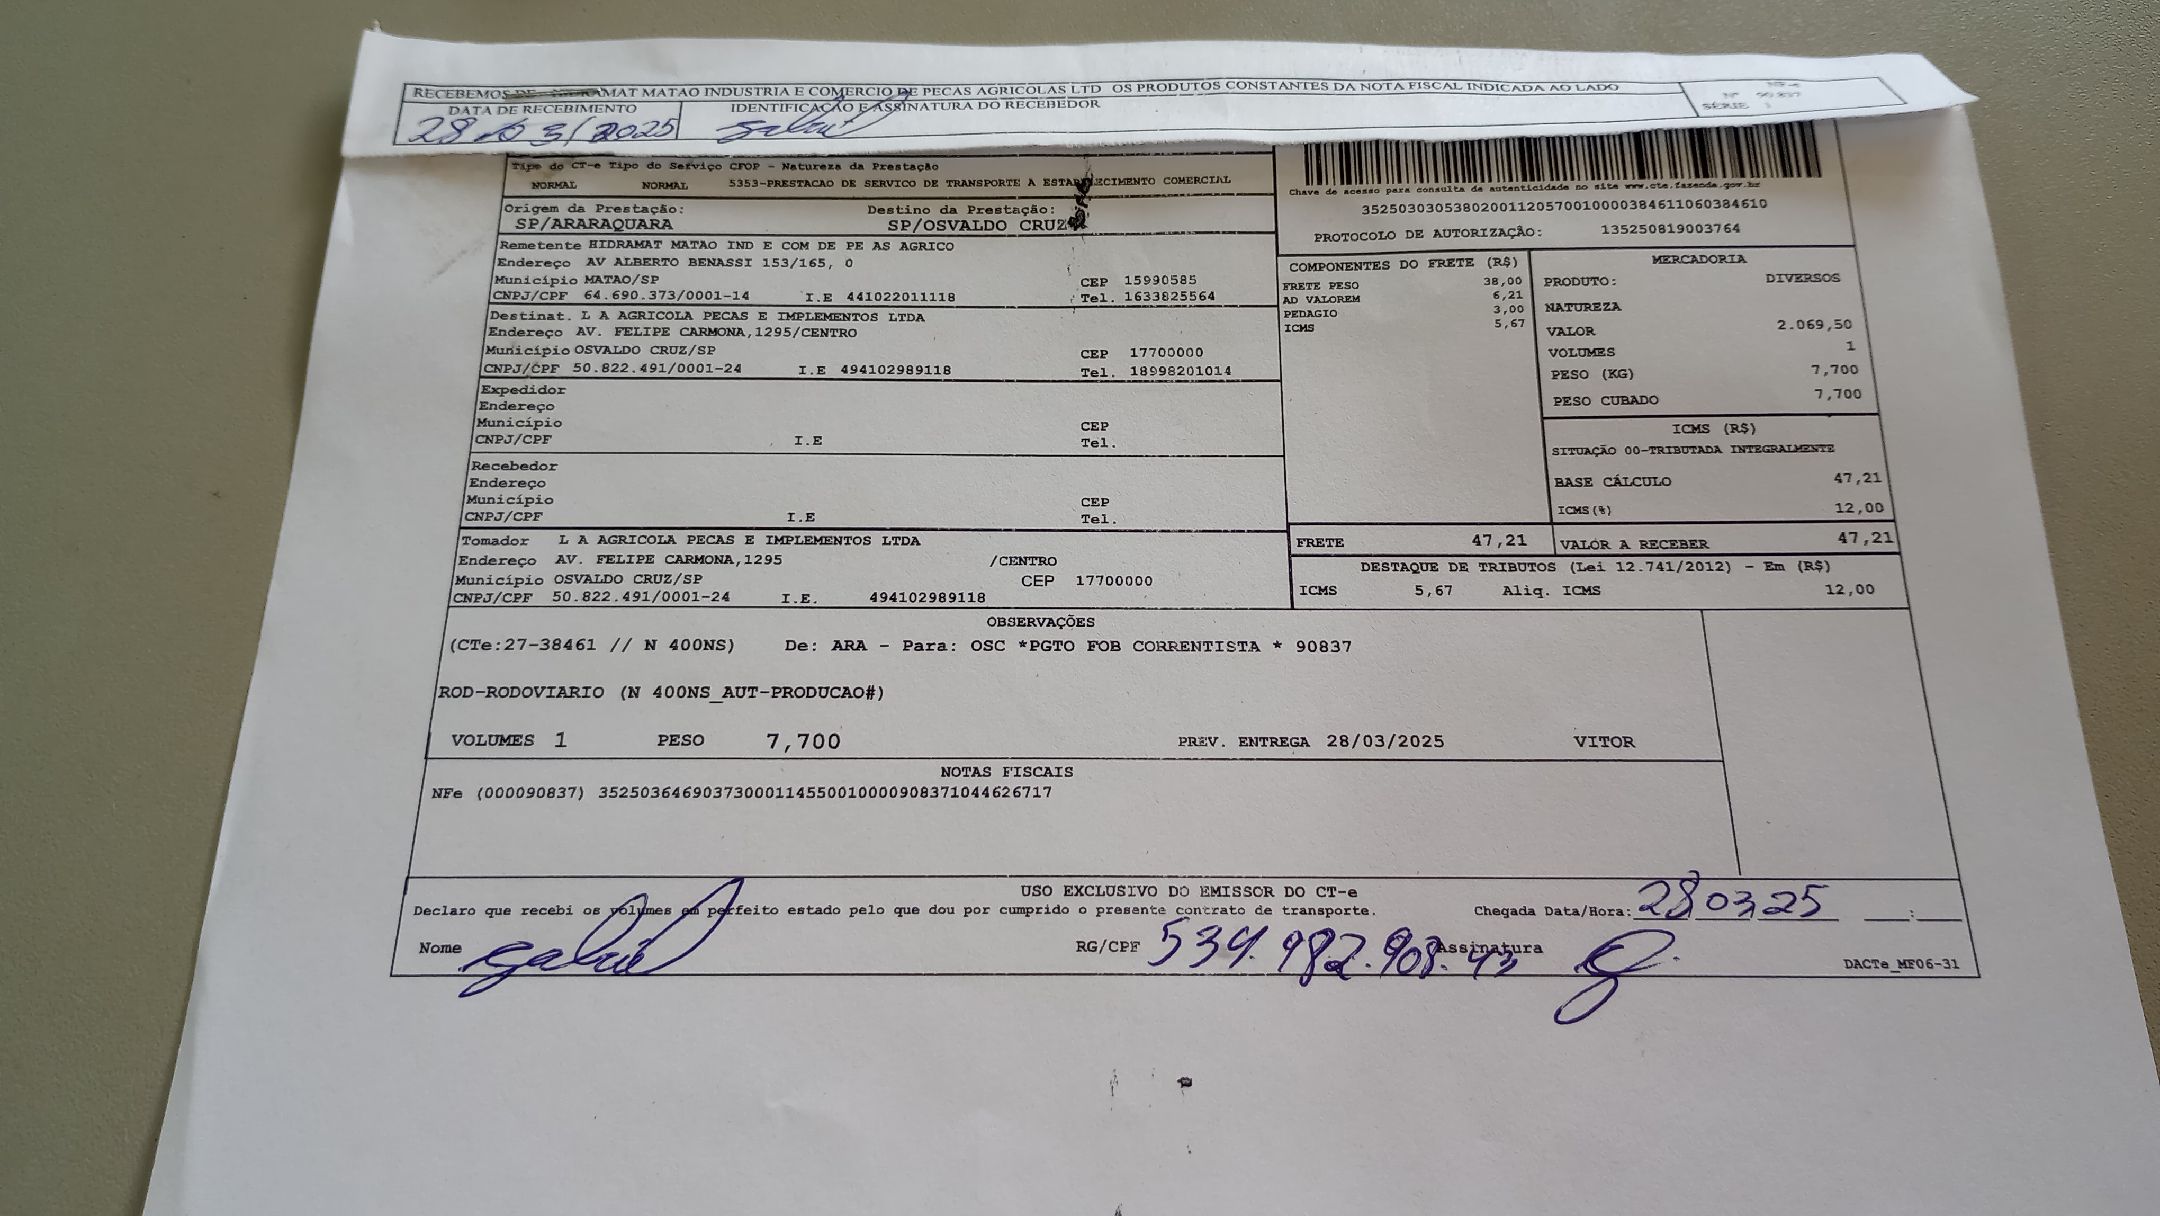 RECEBEMOS DE HIDRAMAT MATAO INDUSTRIA E COMERCIO DE PECAS AGRICOLAS LTD OS PRODUTOS CONSTANTES DA NOTA FISCAL INDICADA AO LADO
NF-e
DATA DE RECEBIMENTO IDENTIFICAÇÃO E ASSINATURA DO RECEBEDOR Nº 90.837
SÉRIE 1
28 03/2025 Gabriel
Tipo do CT-e Tipo do Serviço CFOP - Natureza da Prestação
NORMAL NORMAL 5353-PRESTACAO DE SERVICO DE TRANSPORTE A ESTABELECIMENTO COMERCIAL
Chave de acesso para consulta de autenticidade no site www.cte.fazenda.gov.br
35250303053802001120570010000384611060384610
PROTOCOLO DE AUTORIZAÇÃO: 135250819003764
Origem da Prestação: Destino da Prestação:
SP/ARARAQUARA SP/OSVALDO CRUZ
Remetente HIDRAMAT MATAO IND E COM DE PE AS AGRICO
Endereço AV ALBERTO BENASSI 153/165, 0
Município MATAO/SP CEP 15990585
CNPJ/CPF 64.690.373/0001-14 I.E 441022011118 Tel. 1633825564
Destinat. L A AGRICOLA PECAS E IMPLEMENTOS LTDA
Endereço AV. FELIPE CARMONA,1295/CENTRO
Município OSVALDO CRUZ/SP CEP 17700000
CNPJ/CPF 50.822.491/0001-24 I.E 494102989118 Tel. 18998201014
Expedidor
Endereço
Município CEP
CNPJ/CPF I.E Tel.
Recebedor
Endereço
Município CEP
CNPJ/CPF I.E Tel.
Tomador L A AGRICOLA PECAS E IMPLEMENTOS LTDA
Endereço AV. FELIPE CARMONA,1295 /CENTRO
Município OSVALDO CRUZ/SP CEP 17700000
CNPJ/CPF 50.822.491/0001-24 I.E. 494102989118
COMPONENTES DO FRETE (R$)
FRETE PESO 38,00
AD VALOREM 6,21
PEDAGIO 3,00
ICMS 5,67
MERCADORIA
PRODUTO: DIVERSOS
NATUREZA
VALOR 2.069,50
VOLUMES 1
PESO (KG) 7,700
PESO CUBADO 7,700
ICMS (R$)
SITUAÇÃO 00-TRIBUTADA INTEGRALMENTE
BASE CÁLCULO 47,21
ICMS(%) 12,00
FRETE 47,21 VALOR A RECEBER 47,21
DESTAQUE DE TRIBUTOS (Lei 12.741/2012) - Em (R$)
ICMS 5,67 Aliq. ICMS 12,00
OBSERVAÇÕES
(CTe:27-38461 // N 400NS) De: ARA - Para: OSC *PGTO FOB CORRENTISTA * 90837
ROD-RODOVIARIO (N 400NS_AUT-PRODUCAO#)
VOLUMES 1 PESO 7,700 PREV. ENTREGA 28/03/2025 VITOR
NOTAS FISCAIS
NFe (000090837) 35250364690373000114550010000908371044626717
USO EXCLUSIVO DO EMISSOR DO CT-e
Declaro que recebi os volumes em perfeito estado pelo que dou por cumprido o presente contrato de transporte. Chegada Data/Hora: 28 03 25 __:__
Nome Gabriel RG/CPF 534.982.908.43 Assinatura G.
DACTe_MF06-31